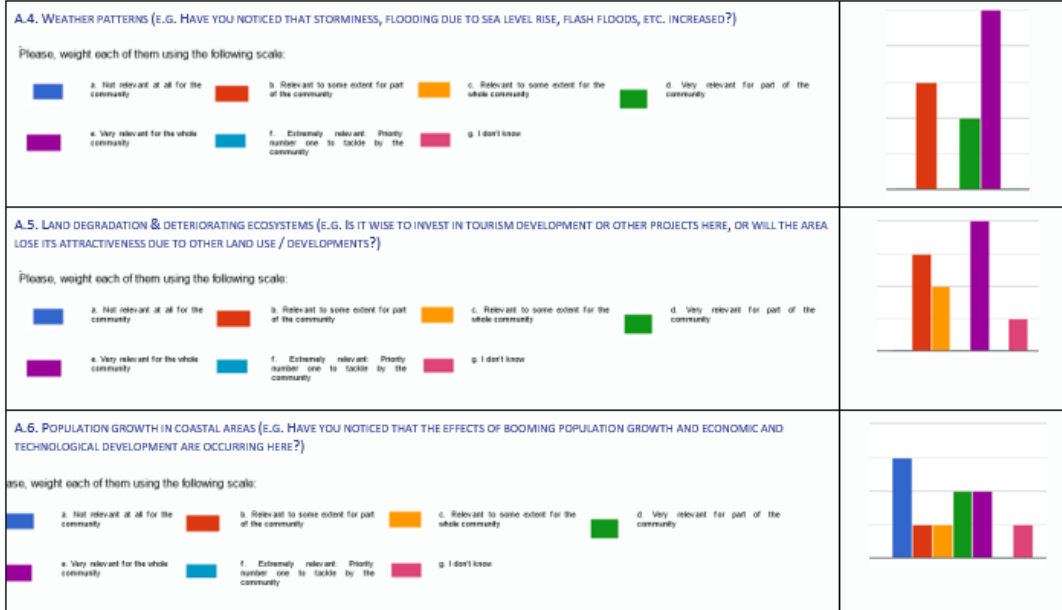 A.4. Weather patterns (e.g. Have you noticed that storminess, flooding due to sea level rise, flash floods, etc. increased?)
Please, weight each of them using the following scale:
a. Not relevant at all for the community
b. Relevant to some extent for part of the community
c. Relevant to some extent for the whole community
d. Very relevant for part of the community
e. Very relevant for the whole community
f. Extremely relevant: Priority number one to tackle by the community
g. I don't know
A.5. Land degradation & deteriorating ecosystems (e.g. Is it wise to invest in tourism development or other projects here, or will the area
lose its attractiveness due to other land use / developments?)
Please, weight each of them using the following scale:
a. Not relevant at all for the community
b. Relevant to some extent for part of the community
c. Relevant to some extent for the whole community
d. Very relevant for part of the community
e. Very relevant for the whole community
f. Extremely relevant: Priority number one to tackle by the community
g. I don't know
A.6. Population growth in coastal areas (e.g. Have you noticed that the effects of booming population growth and economic and
technological development are occurring here?)
ase, weight each of them using the following scale:
a. Not relevant at all for the community
b. Relevant to some extent for part of the community
c. Relevant to some extent for the whole community
d. Very relevant for part of the community
e. Very relevant for the whole community
f. Extremely relevant: Priority number one to tackle by the community
g. I don't know